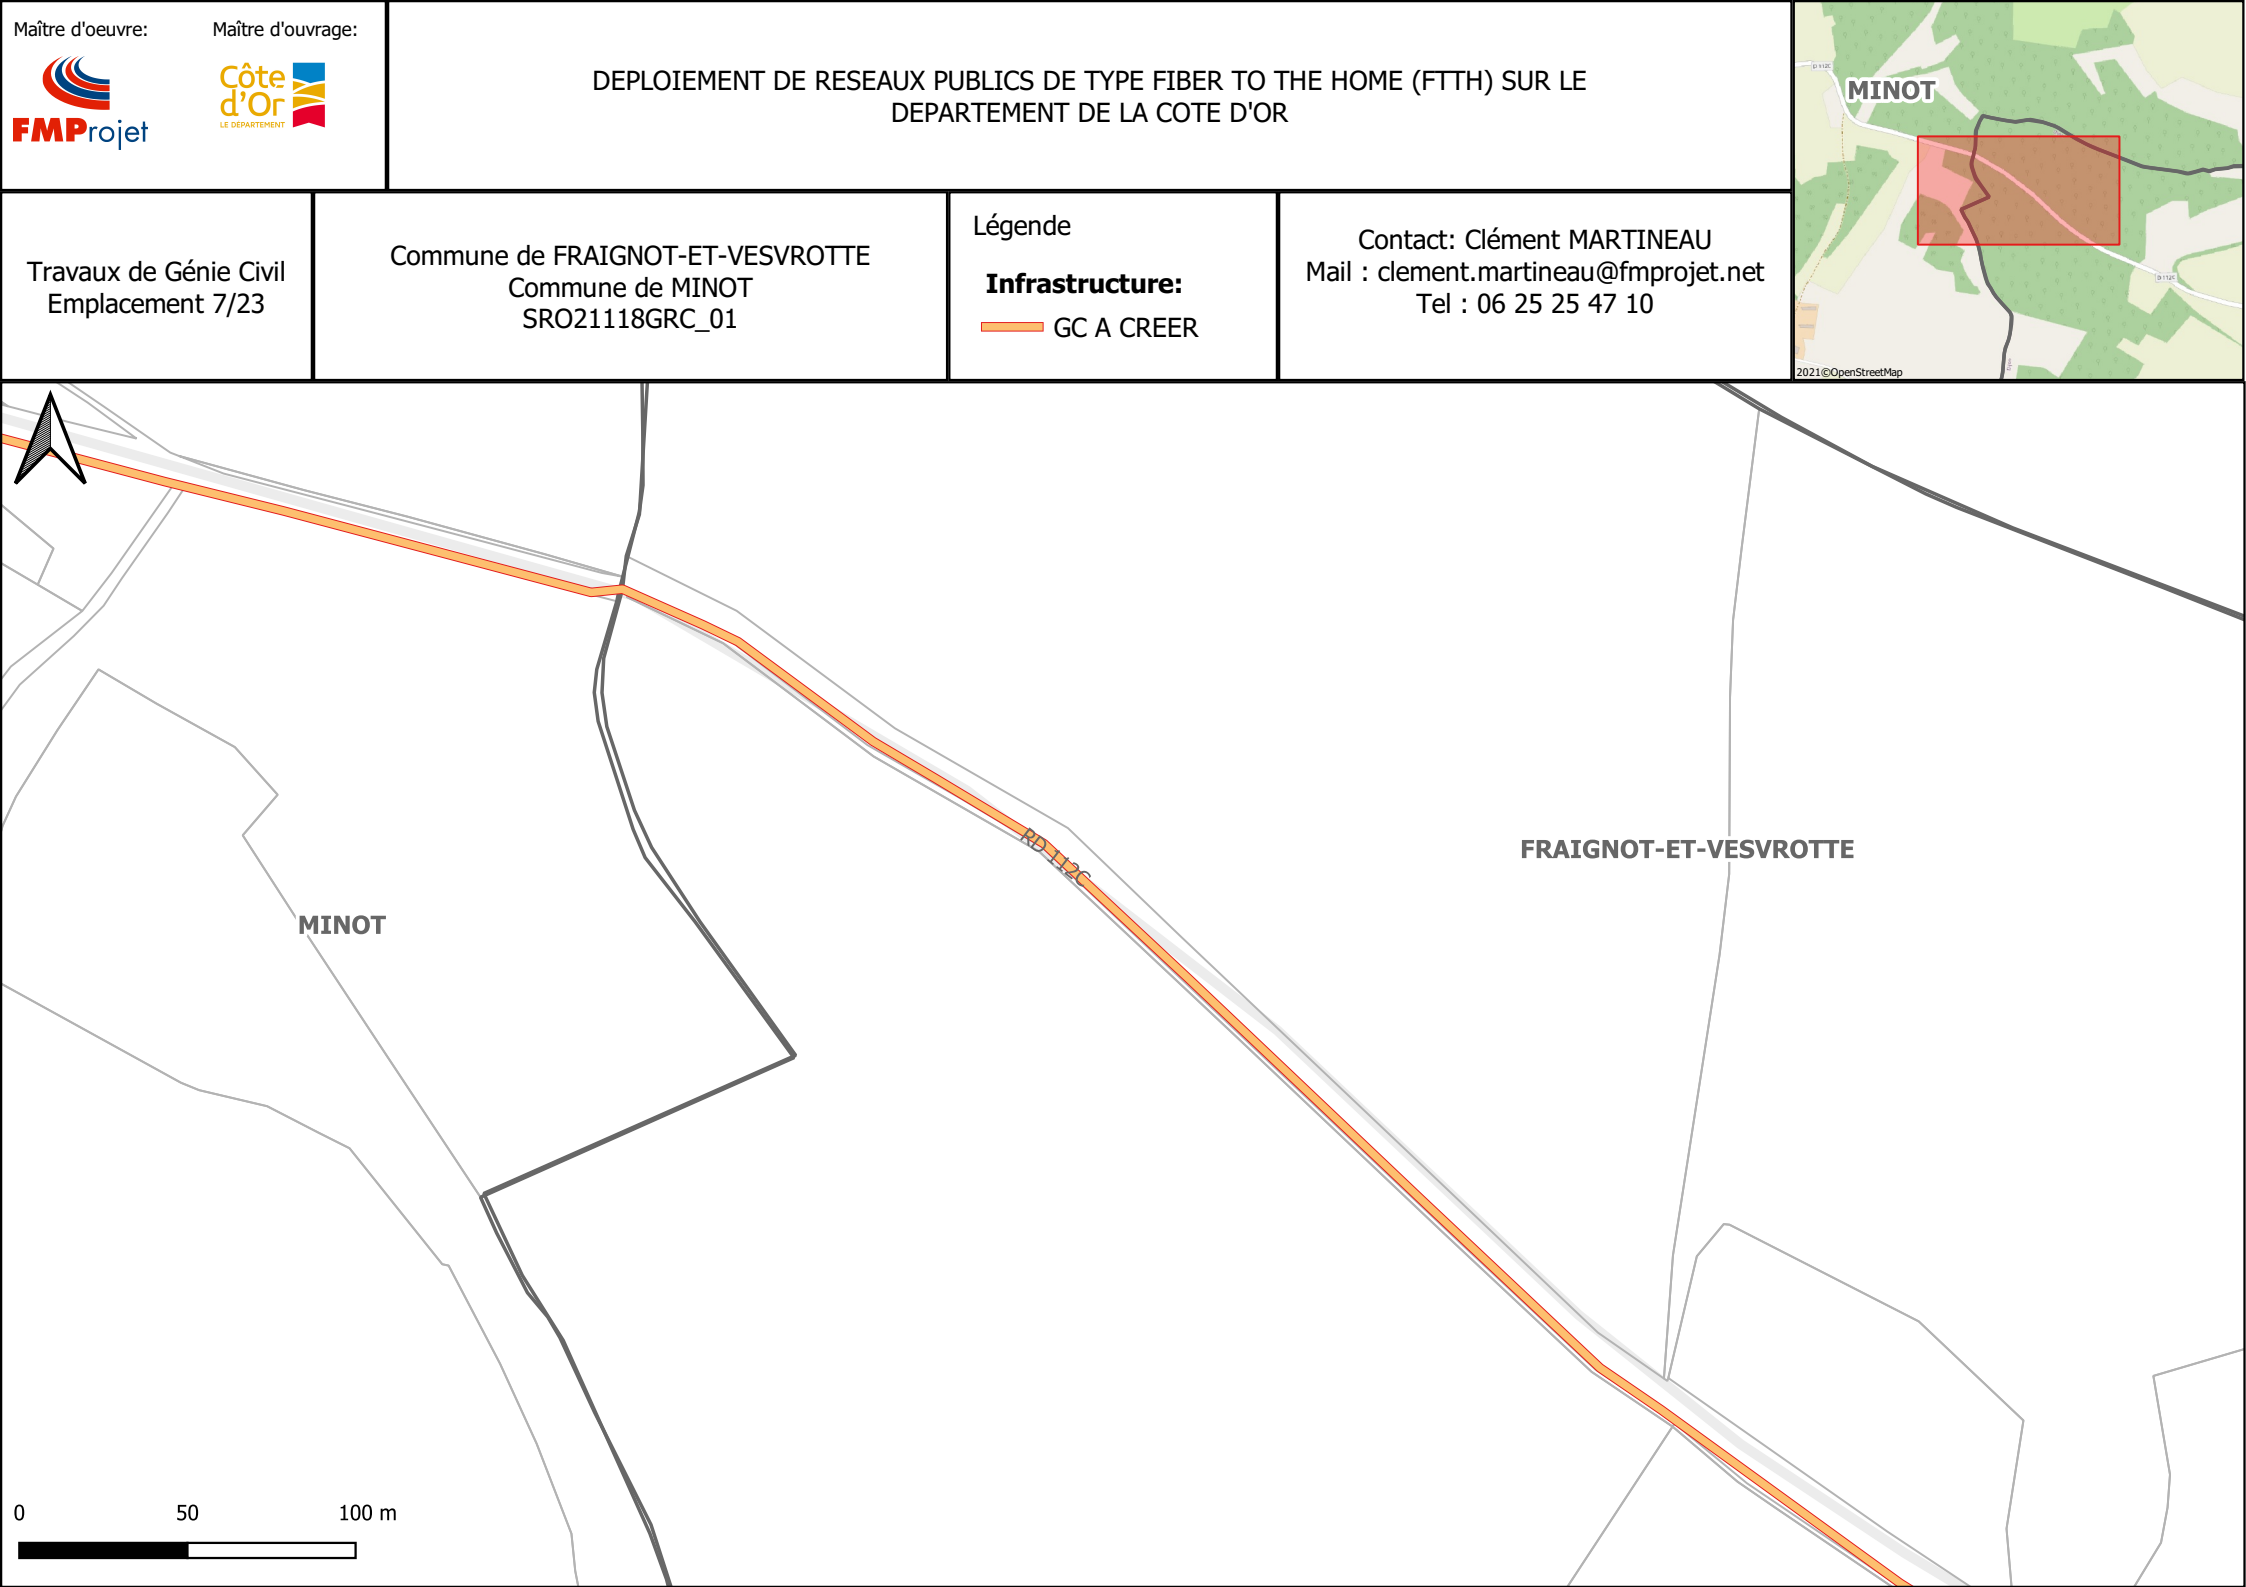 Maître d'oeuvre:
Maître d'ouvrage:
FMProjet
Côte
d'Or
LE DÉPARTEMENT
DEPLOIEMENT DE RESEAUX PUBLICS DE TYPE FIBER TO THE HOME (FTTH) SUR LE
DEPARTEMENT DE LA COTE D'OR
D 112C
MINOT
D 112C
2021©OpenStreetMap
Travaux de Génie Civil
Emplacement 7/23
Commune de FRAIGNOT-ET-VESVROTTE
Commune de MINOT
SRO21118GRC_01
Légende
Infrastructure:
GC A CREER
Contact: Clément MARTINEAU
Mail : clement.martineau@fmprojet.net
Tel : 06 25 25 47 10
RD 112C
FRAIGNOT-ET-VESVROTTE
MINOT
0 50 100 m